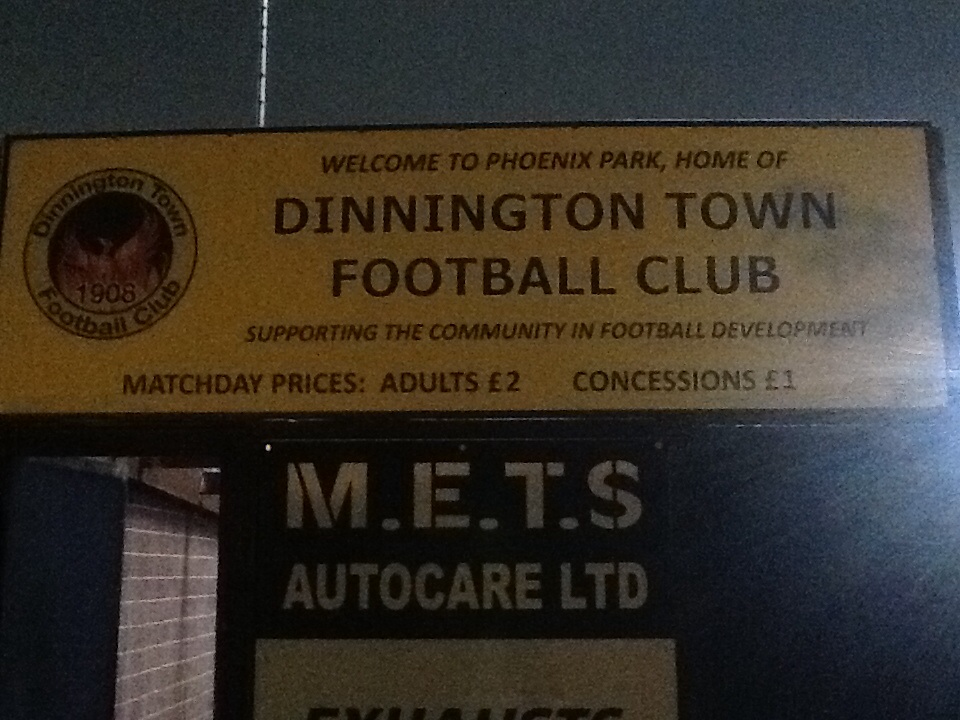 WELCOME TO PHOENIX PARK, HOME OF
DINNINGTON TOWN
FOOTBALL CLUB
SUPPORTING THE COMMUNITY IN FOOTBALL DEVELOPMENT
MATCHDAY PRICES: ADULTS £2 CONCESSIONS £1
Dinnington Town
1908
Football Club
M.E.T.S
AUTOCARE LTD
EXHAUSTS